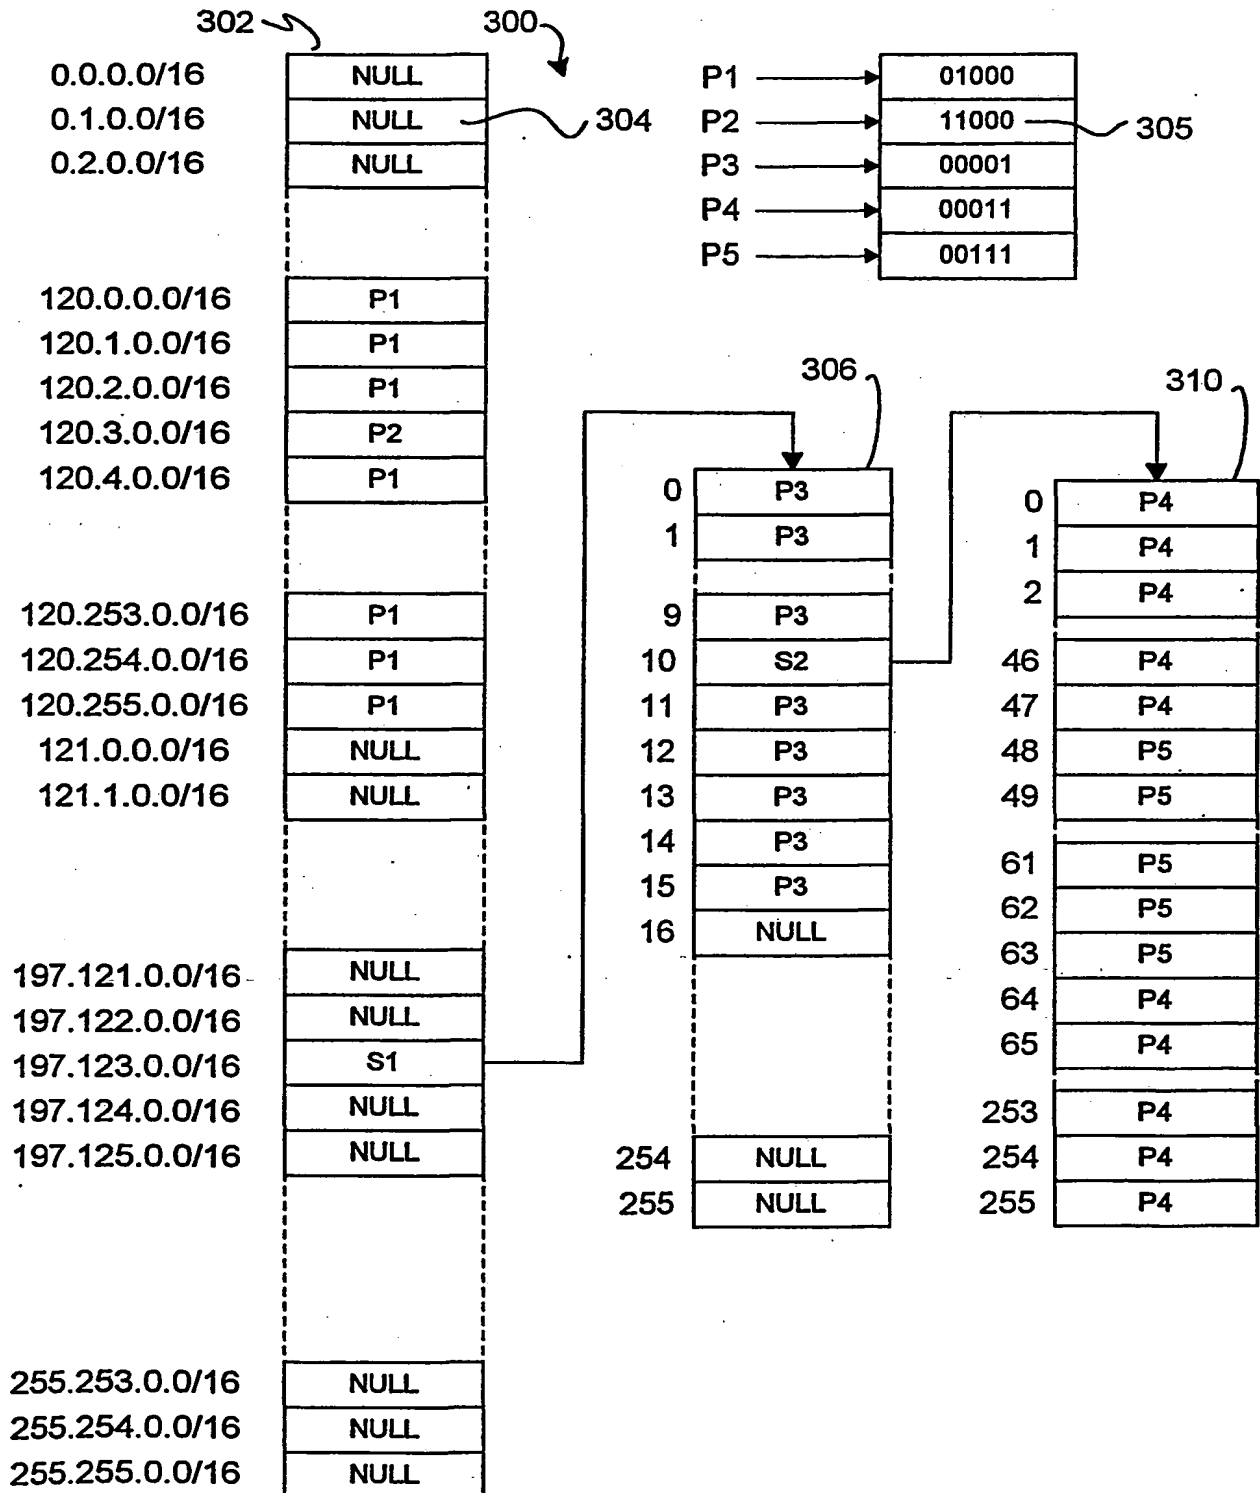 302 300
0.0.0.0/16 NULL
0.1.0.0/16 NULL 304
0.2.0.0/16 NULL
P1 01000
P2 11000 305
P3 00001
P4 00011
P5 00111
120.0.0.0/16 P1
120.1.0.0/16 P1
120.2.0.0/16 P1
120.3.0.0/16 P2
120.4.0.0/16 P1
120.253.0.0/16 P1
120.254.0.0/16 P1
120.255.0.0/16 P1
121.0.0.0/16 NULL
121.1.0.0/16 NULL
197.121.0.0/16 NULL
197.122.0.0/16 NULL
197.123.0.0/16 S1
197.124.0.0/16 NULL
197.125.0.0/16 NULL
255.253.0.0/16 NULL
255.254.0.0/16 NULL
255.255.0.0/16 NULL
306
0 P3
1 P3
9 P3
10 S2
11 P3
12 P3
13 P3
14 P3
15 P3
16 NULL
254 NULL
255 NULL
310
0 P4
1 P4
2 P4
46 P4
47 P4
48 P5
49 P5
61 P5
62 P5
63 P5
64 P4
65 P4
253 P4
254 P4
255 P4